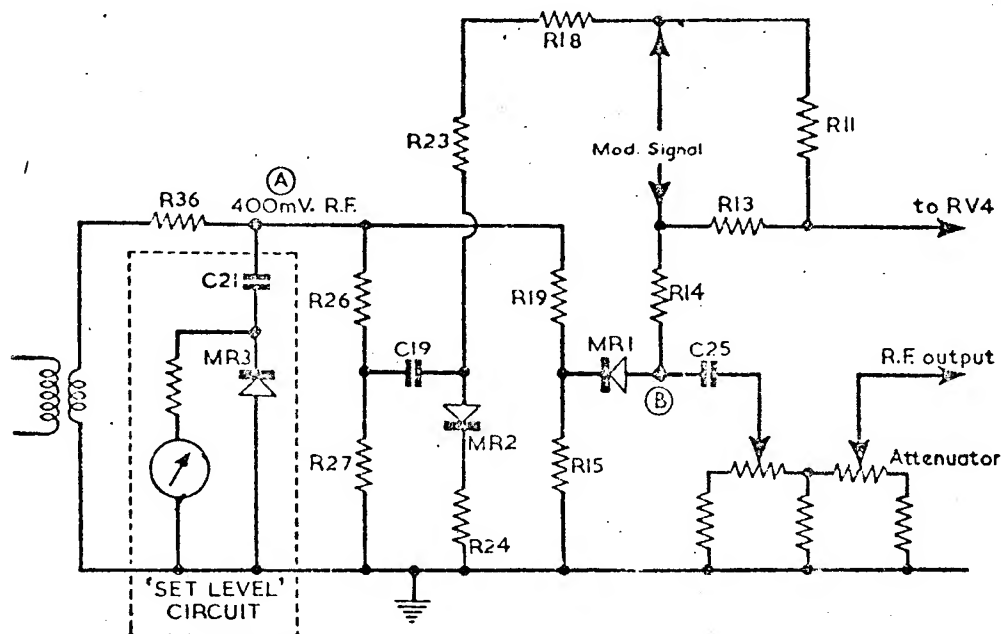 R18
R23
Mod. Signal
R11
A
400mV. R.F.
R36
R13
to RV4
C21
R26
R19
R14
MR3
C19
MR1
C25
R.F. output
B
MR2
R27
R15
Attenuator
R24
'SET LEVEL'
CIRCUIT